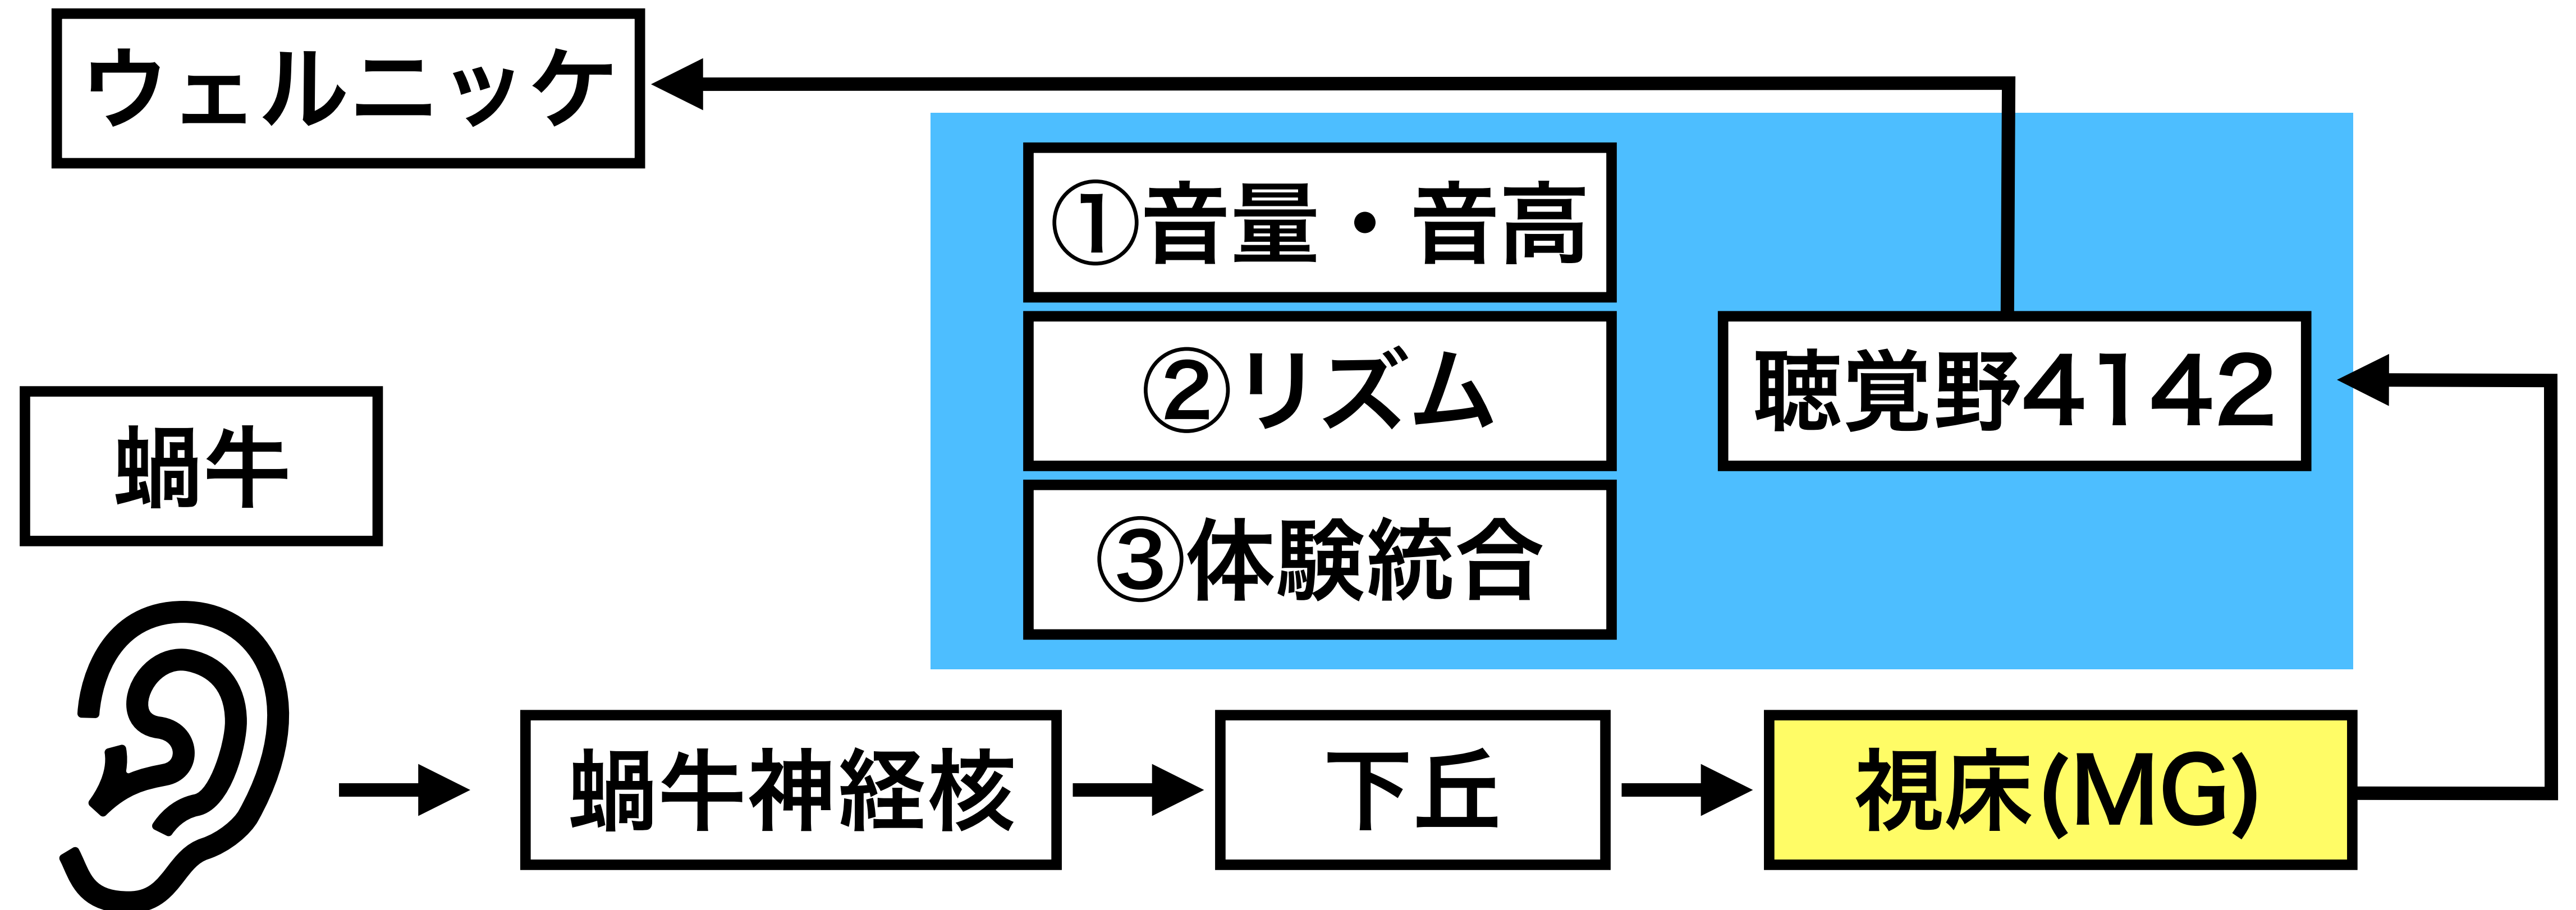 ウェルニッケ
①音量・音高
②リズム
聴覚野4142
蝸牛
③体験統合
蝸牛神経核
下丘
視床(MG)